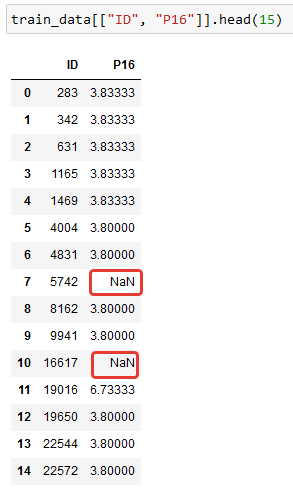 train_data[["ID", "P16"]].head(15)
ID P16
0 283 3.83333
1 342 3.83333
2 631 3.83333
3 1165 3.83333
4 1469 3.83333
5 4004 3.80000
6 4831 3.80000
7 5742 NaN
8 8162 3.80000
9 9941 3.80000
10 16617 NaN
11 19016 6.73333
12 19650 3.80000
13 22544 3.80000
14 22572 3.80000